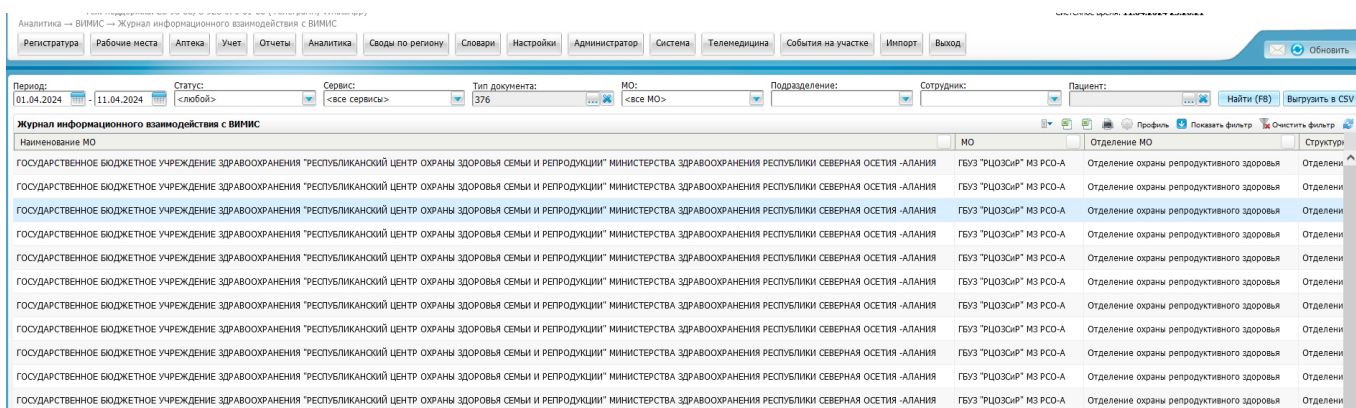 Аналитика → ВИМИС → Журнал информационного взаимодействия с ВИМИС
Регистратура Рабочие места Аптека Учет Отчеты Аналитика Своды по региону Словари Настройки Администратор Система Телемедицина События на участке Импорт Выход
Обновить
Период: Статус: Сервис: Тип документа: МО: Подразделение: Сотрудник: Пациент:
01.04.2024 - 11.04.2024 <любой> <все сервисы> 376 <все МО> Найти (F8) Выгрузить в CSV
Журнал информационного взаимодействия с ВИМИС Профиль Показать фильтр Очистить фильтр
Наименование МО МО Отделение МО Структурн
ГОСУДАРСТВЕННОЕ БЮДЖЕТНОЕ УЧРЕЖДЕНИЕ ЗДРАВООХРАНЕНИЯ "РЕСПУБЛИКАНСКИЙ ЦЕНТР ОХРАНЫ ЗДОРОВЬЯ СЕМЬИ И РЕПРОДУКЦИИ" МИНИСТЕРСТВА ЗДРАВООХРАНЕНИЯ РЕСПУБЛИКИ СЕВЕРНАЯ ОСЕТИЯ -АЛАНИЯ ГБУЗ "РЦОЗСиР" МЗ РСО-А Отделение охраны репродуктивного здоровья Отделени
ГОСУДАРСТВЕННОЕ БЮДЖЕТНОЕ УЧРЕЖДЕНИЕ ЗДРАВООХРАНЕНИЯ "РЕСПУБЛИКАНСКИЙ ЦЕНТР ОХРАНЫ ЗДОРОВЬЯ СЕМЬИ И РЕПРОДУКЦИИ" МИНИСТЕРСТВА ЗДРАВООХРАНЕНИЯ РЕСПУБЛИКИ СЕВЕРНАЯ ОСЕТИЯ -АЛАНИЯ ГБУЗ "РЦОЗСиР" МЗ РСО-А Отделение охраны репродуктивного здоровья Отделени
ГОСУДАРСТВЕННОЕ БЮДЖЕТНОЕ УЧРЕЖДЕНИЕ ЗДРАВООХРАНЕНИЯ "РЕСПУБЛИКАНСКИЙ ЦЕНТР ОХРАНЫ ЗДОРОВЬЯ СЕМЬИ И РЕПРОДУКЦИИ" МИНИСТЕРСТВА ЗДРАВООХРАНЕНИЯ РЕСПУБЛИКИ СЕВЕРНАЯ ОСЕТИЯ -АЛАНИЯ ГБУЗ "РЦОЗСиР" МЗ РСО-А Отделение охраны репродуктивного здоровья Отделени
ГОСУДАРСТВЕННОЕ БЮДЖЕТНОЕ УЧРЕЖДЕНИЕ ЗДРАВООХРАНЕНИЯ "РЕСПУБЛИКАНСКИЙ ЦЕНТР ОХРАНЫ ЗДОРОВЬЯ СЕМЬИ И РЕПРОДУКЦИИ" МИНИСТЕРСТВА ЗДРАВООХРАНЕНИЯ РЕСПУБЛИКИ СЕВЕРНАЯ ОСЕТИЯ -АЛАНИЯ ГБУЗ "РЦОЗСиР" МЗ РСО-А Отделение охраны репродуктивного здоровья Отделени
ГОСУДАРСТВЕННОЕ БЮДЖЕТНОЕ УЧРЕЖДЕНИЕ ЗДРАВООХРАНЕНИЯ "РЕСПУБЛИКАНСКИЙ ЦЕНТР ОХРАНЫ ЗДОРОВЬЯ СЕМЬИ И РЕПРОДУКЦИИ" МИНИСТЕРСТВА ЗДРАВООХРАНЕНИЯ РЕСПУБЛИКИ СЕВЕРНАЯ ОСЕТИЯ -АЛАНИЯ ГБУЗ "РЦОЗСиР" МЗ РСО-А Отделение охраны репродуктивного здоровья Отделени
ГОСУДАРСТВЕННОЕ БЮДЖЕТНОЕ УЧРЕЖДЕНИЕ ЗДРАВООХРАНЕНИЯ "РЕСПУБЛИКАНСКИЙ ЦЕНТР ОХРАНЫ ЗДОРОВЬЯ СЕМЬИ И РЕПРОДУКЦИИ" МИНИСТЕРСТВА ЗДРАВООХРАНЕНИЯ РЕСПУБЛИКИ СЕВЕРНАЯ ОСЕТИЯ -АЛАНИЯ ГБУЗ "РЦОЗСиР" МЗ РСО-А Отделение охраны репродуктивного здоровья Отделени
ГОСУДАРСТВЕННОЕ БЮДЖЕТНОЕ УЧРЕЖДЕНИЕ ЗДРАВООХРАНЕНИЯ "РЕСПУБЛИКАНСКИЙ ЦЕНТР ОХРАНЫ ЗДОРОВЬЯ СЕМЬИ И РЕПРОДУКЦИИ" МИНИСТЕРСТВА ЗДРАВООХРАНЕНИЯ РЕСПУБЛИКИ СЕВЕРНАЯ ОСЕТИЯ -АЛАНИЯ ГБУЗ "РЦОЗСиР" МЗ РСО-А Отделение охраны репродуктивного здоровья Отделени
ГОСУДАРСТВЕННОЕ БЮДЖЕТНОЕ УЧРЕЖДЕНИЕ ЗДРАВООХРАНЕНИЯ "РЕСПУБЛИКАНСКИЙ ЦЕНТР ОХРАНЫ ЗДОРОВЬЯ СЕМЬИ И РЕПРОДУКЦИИ" МИНИСТЕРСТВА ЗДРАВООХРАНЕНИЯ РЕСПУБЛИКИ СЕВЕРНАЯ ОСЕТИЯ -АЛАНИЯ ГБУЗ "РЦОЗСиР" МЗ РСО-А Отделение охраны репродуктивного здоровья Отделени
ГОСУДАРСТВЕННОЕ БЮДЖЕТНОЕ УЧРЕЖДЕНИЕ ЗДРАВООХРАНЕНИЯ "РЕСПУБЛИКАНСКИЙ ЦЕНТР ОХРАНЫ ЗДОРОВЬЯ СЕМЬИ И РЕПРОДУКЦИИ" МИНИСТЕРСТВА ЗДРАВООХРАНЕНИЯ РЕСПУБЛИКИ СЕВЕРНАЯ ОСЕТИЯ -АЛАНИЯ ГБУЗ "РЦОЗСиР" МЗ РСО-А Отделение охраны репродуктивного здоровья Отделени
ГОСУДАРСТВЕННОЕ БЮДЖЕТНОЕ УЧРЕЖДЕНИЕ ЗДРАВООХРАНЕНИЯ "РЕСПУБЛИКАНСКИЙ ЦЕНТР ОХРАНЫ ЗДОРОВЬЯ СЕМЬИ И РЕПРОДУКЦИИ" МИНИСТЕРСТВА ЗДРАВООХРАНЕНИЯ РЕСПУБЛИКИ СЕВЕРНАЯ ОСЕТИЯ -АЛАНИЯ ГБУЗ "РЦОЗСиР" МЗ РСО-А Отделение охраны репродуктивного здоровья Отделени
ГОСУДАРСТВЕННОЕ БЮДЖЕТНОЕ УЧРЕЖДЕНИЕ ЗДРАВООХРАНЕНИЯ "РЕСПУБЛИКАНСКИЙ ЦЕНТР ОХРАНЫ ЗДОРОВЬЯ СЕМЬИ И РЕПРОДУКЦИИ" МИНИСТЕРСТВА ЗДРАВООХРАНЕНИЯ РЕСПУБЛИКИ СЕВЕРНАЯ ОСЕТИЯ -АЛАНИЯ ГБУЗ "РЦОЗСиР" МЗ РСО-А Отделение охраны репродуктивного здоровья Отделени